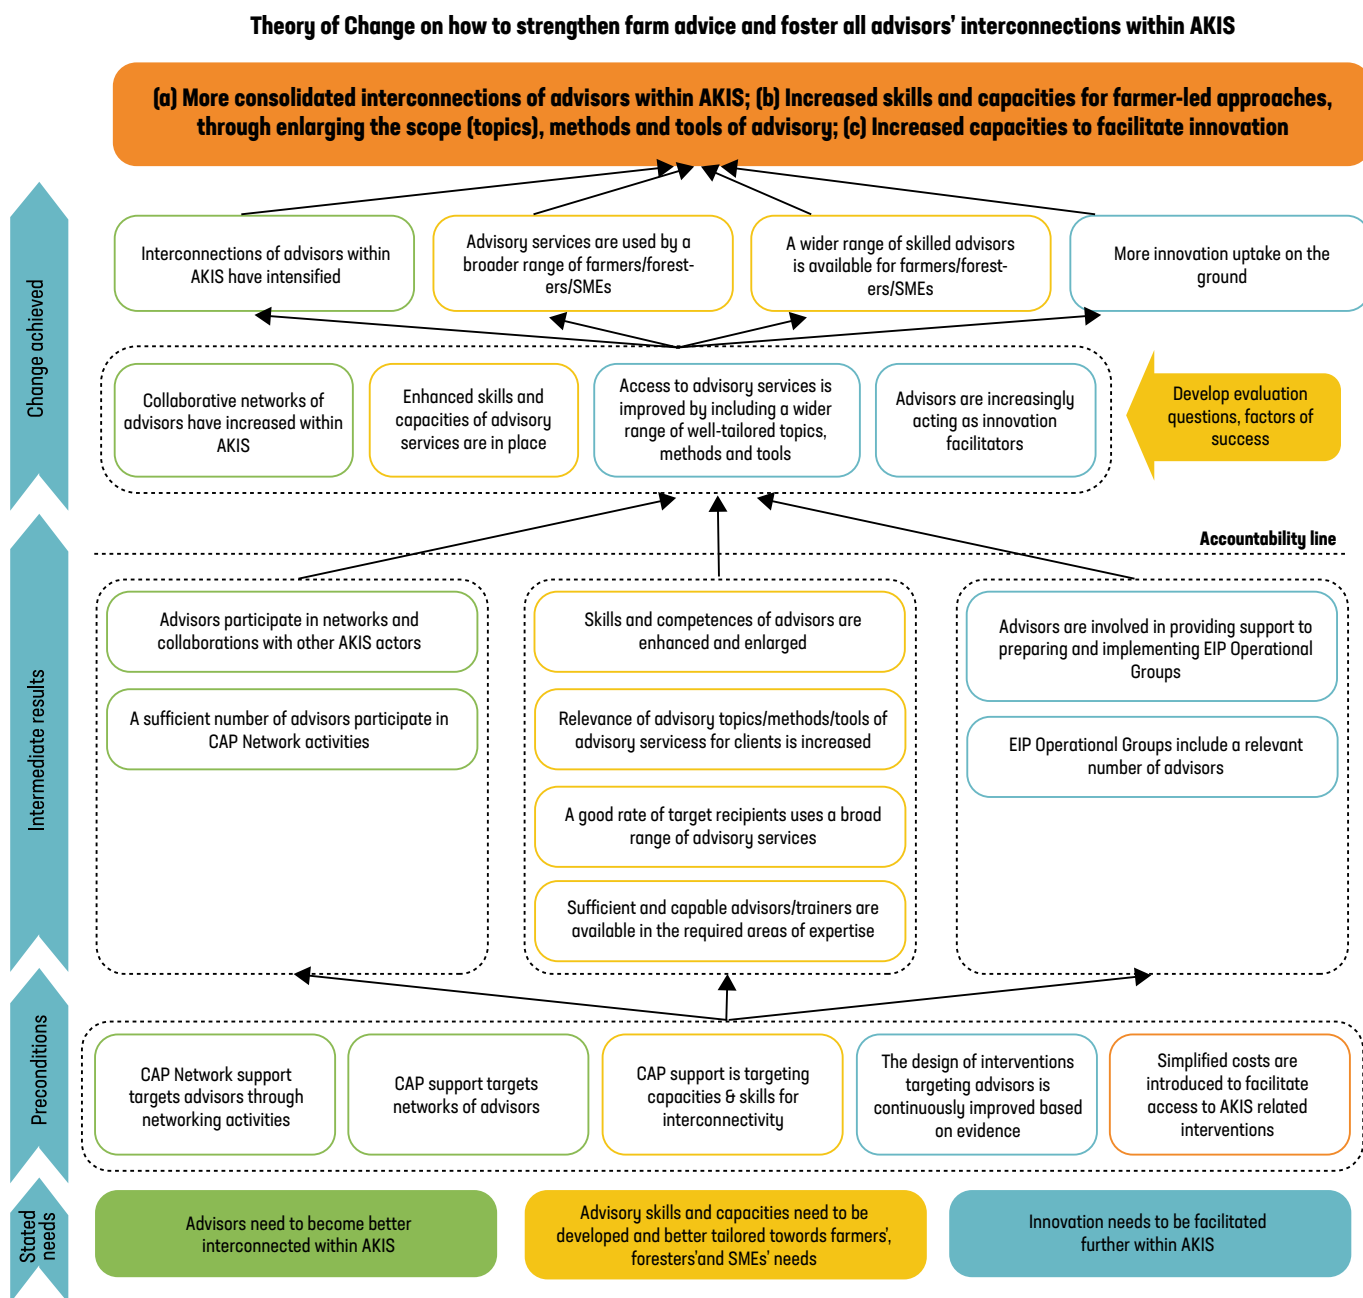 Theory of Change on how to strengthen farm advice and foster all advisors' interconnections within AKIS
(a) More consolidated interconnections of advisors within AKIS; (b) Increased skills and capacities for farmer-led approaches,
through enlarging the scope (topics), methods and tools of advisory; (c) Increased capacities to facilitate innovation
Change achieved
Interconnections of advisors within
AKIS have intensified
Advisory services are used by a
broader range of farmers/forest-
ers/SMEs
A wider range of skilled advisors
is available for farmers/forest-
ers/SMEs
More innovation uptake on the
ground
Collaborative networks of
advisors have increased within
AKIS
Enhanced skills and
capacities of advisory
services are in place
Access to advisory services is
improved by including a wider
range of well-tailored topics,
methods and tools
Advisors are increasingly
acting as innovation
facilitators
Develop evaluation
questions, factors of
success
Accountability line
Intermediate results
Advisors participate in networks and
collaborations with other AKIS actors
A sufficient number of advisors participate in
CAP Network activities
Skills and competences of advisors are
enhanced and enlarged
Relevance of advisory topics/methods/tools of
advisory servicess for clients is increased
A good rate of target recipients uses a broad
range of advisory services
Sufficient and capable advisors/trainers are
available in the required areas of expertise
Advisors are involved in providing support to
preparing and implementing EIP Operational
Groups
EIP Operational Groups include a relevant
number of advisors
Preconditions
CAP Network support
targets advisors through
networking activities
CAP support targets
networks of advisors
CAP support is targeting
capacities & skills for
interconnectivity
The design of interventions
targeting advisors is
continuously improved based
on evidence
Simplified costs are
introduced to facilitate
access to AKIS related
interventions
Stated
needs
Advisors need to become better
interconnected within AKIS
Advisory skills and capacities need to be
developed and better tailored towords farmers',
foresters'and SMEs' needs
Innovation needs to be facilitated
further within AKIS